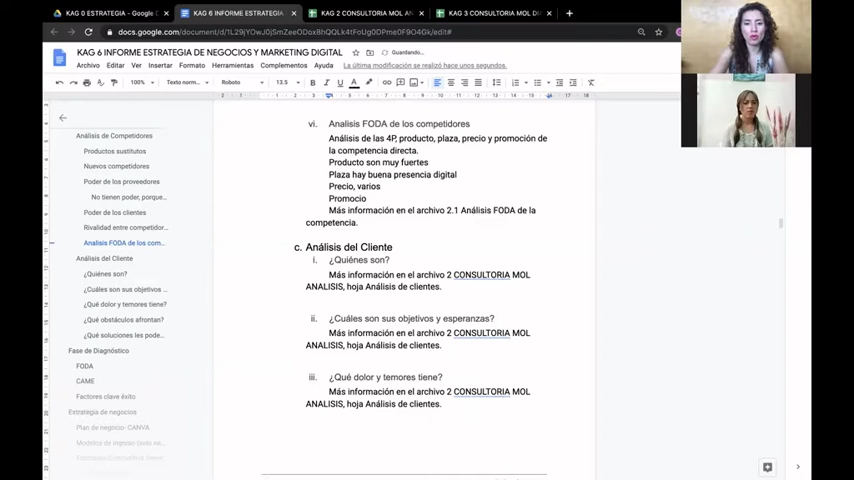 KAG 0 ESTRATEGIA - Google D
KAG 6 INFORME ESTRATEGIA
KAG 2 CONSULTORIA MOL AN
KAG 3 CONSULTORIA MOL DI
KAG 6 INFORME ESTRATEGIA DE NEGOCIOS Y MARKETING DIGITAL
Guardando...
Archivo Editar Ver Insertar Formato Herramientas Complementos Ayuda
La última modificación se realizó hace unos segundos.
100% Texto norm... Roboto 13.5
Análisis de Competidores
Productos sustitutos
Nuevos competidores
Poder de los proveedores
No tienen poder, porque...
Poder de los clientes
Rivalidad entre competidor...
Analisis FODA de los com...
Análisis del Cliente
¿Quiénes son?
¿Cuáles son sus objetivos ...
¿Qué dolor y temores tiene?
¿Qué obstáculos afrontan?
¿Qué soluciones les pode...
Fase de Diagnóstico
FODA
CAME
Factores clave éxito
Estrategia de negocios
Plan de negocio- CANVA
vi. Analisis FODA de los competidores
Análisis de las 4P, producto, plaza, precio y promoción de
la competencia directa.
Producto son muy fuertes
Plaza hay buena presencia digital
Precio, varios
Promocio
Más información en el archivo 2.1 Análisis FODA de la
competencia.
c. Análisis del Cliente
i. ¿Quiénes son?
Más información en el archivo 2 CONSULTORIA MOL
ANALISIS, hoja Análisis de clientes.
ii. ¿Cuáles son sus objetivos y esperanzas?
Más información en el archivo 2 CONSULTORIA MOL
ANALISIS, hoja Análisis de clientes.
iii. ¿Qué dolor y temores tiene?
Más información en el archivo 2 CONSULTORIA MOL
ANALISIS, hoja Análisis de clientes.